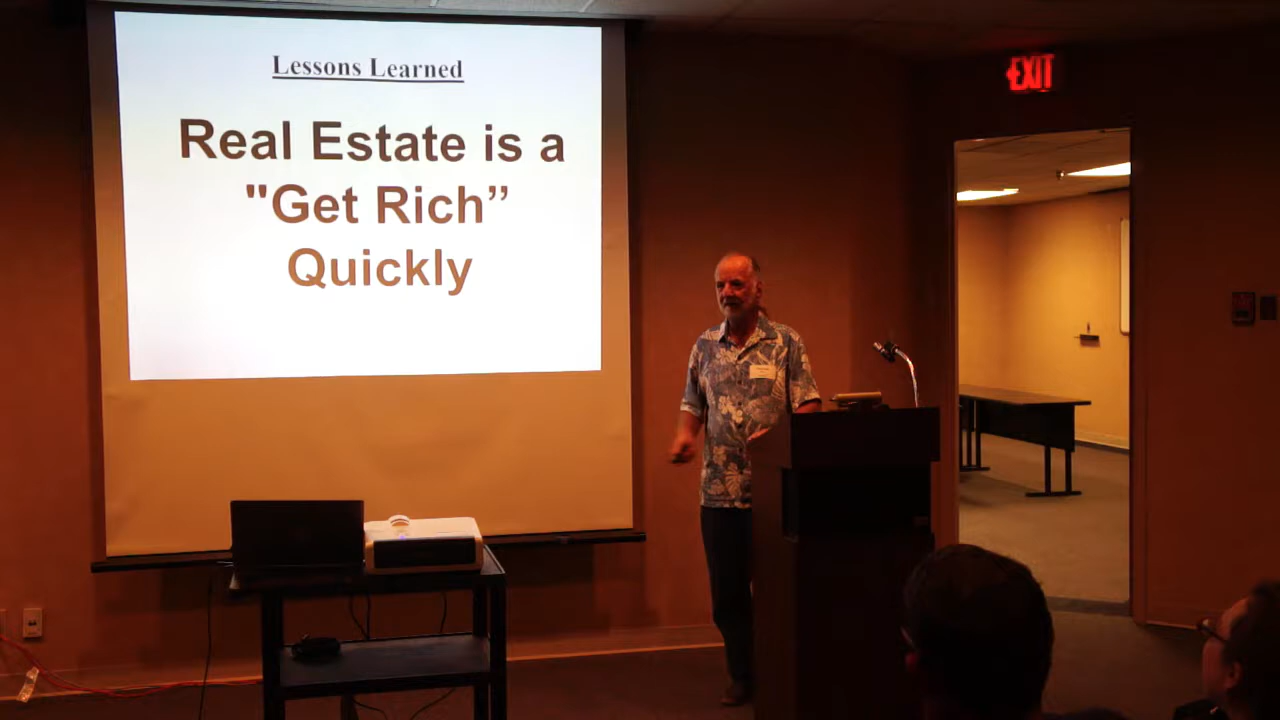 Lessons Learned
Real Estate is a
"Get Rich”
Quickly
EXIT